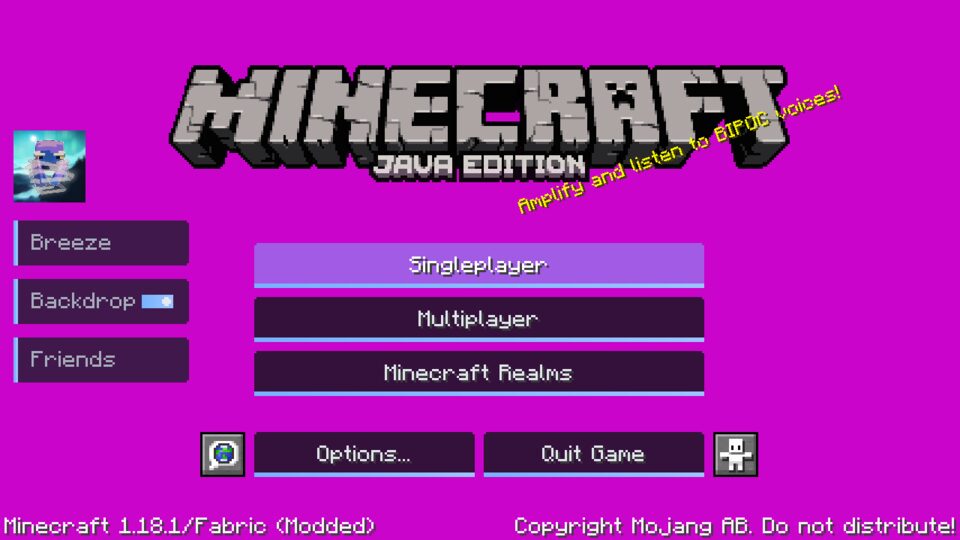 MINECRAFT
JAVA EDITION
Amplify and listen to BIPOC voices!
Breeze
Backdrop
Friends
Singleplayer
Multiplayer
Minecraft Realms
Options...
Quit Game
Minecraft 1.18.1/Fabric (Modded)
Copyright Mojang AB. Do not distribute!